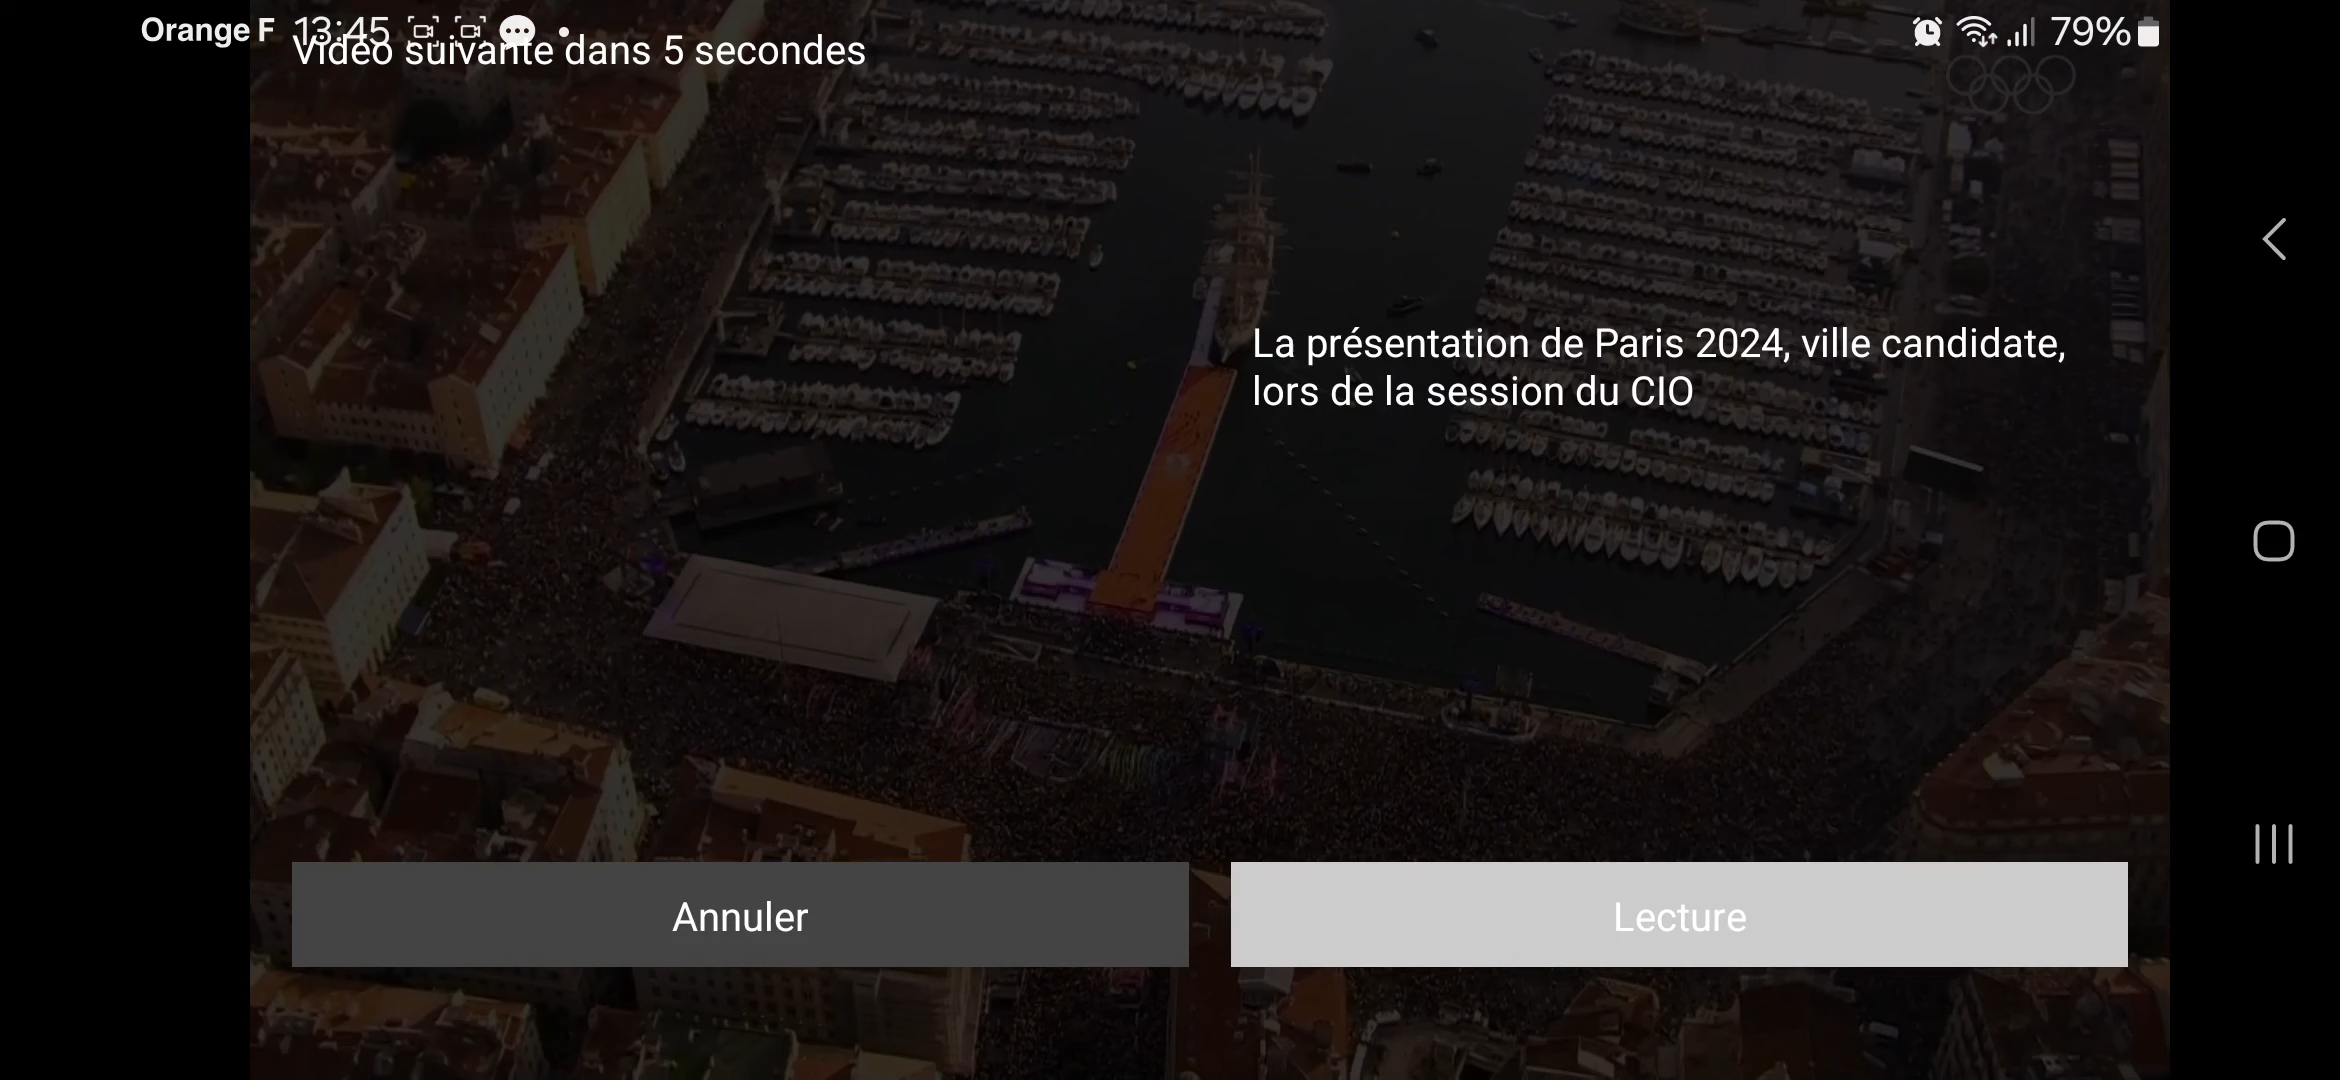 Orange F 13:45
79%
Vidéo suivante dans 5 secondes
La présentation de Paris 2024, ville candidate,
lors de la session du CIO
Annuler
Lecture